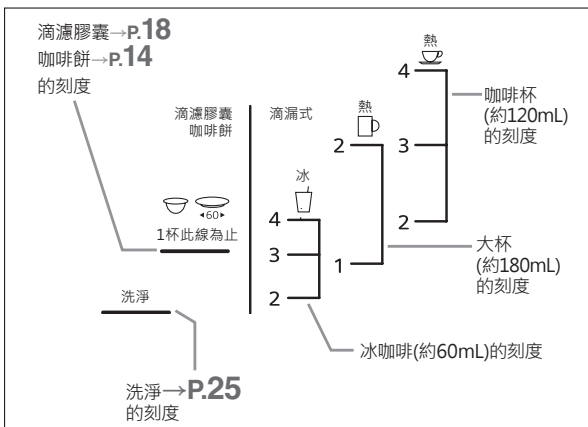 滴濾膠囊→P.18
咖啡餅→P.14
的刻度
滴濾膠囊
咖啡餅
◂60▸
1杯此線為止
洗淨
洗淨→P.25
的刻度
滴漏式
冰
4
3
2
熱
2
1
熱
4
3
2
咖啡杯
(約120mL)
的刻度
大杯
(約180mL)
的刻度
冰咖啡(約60mL)的刻度